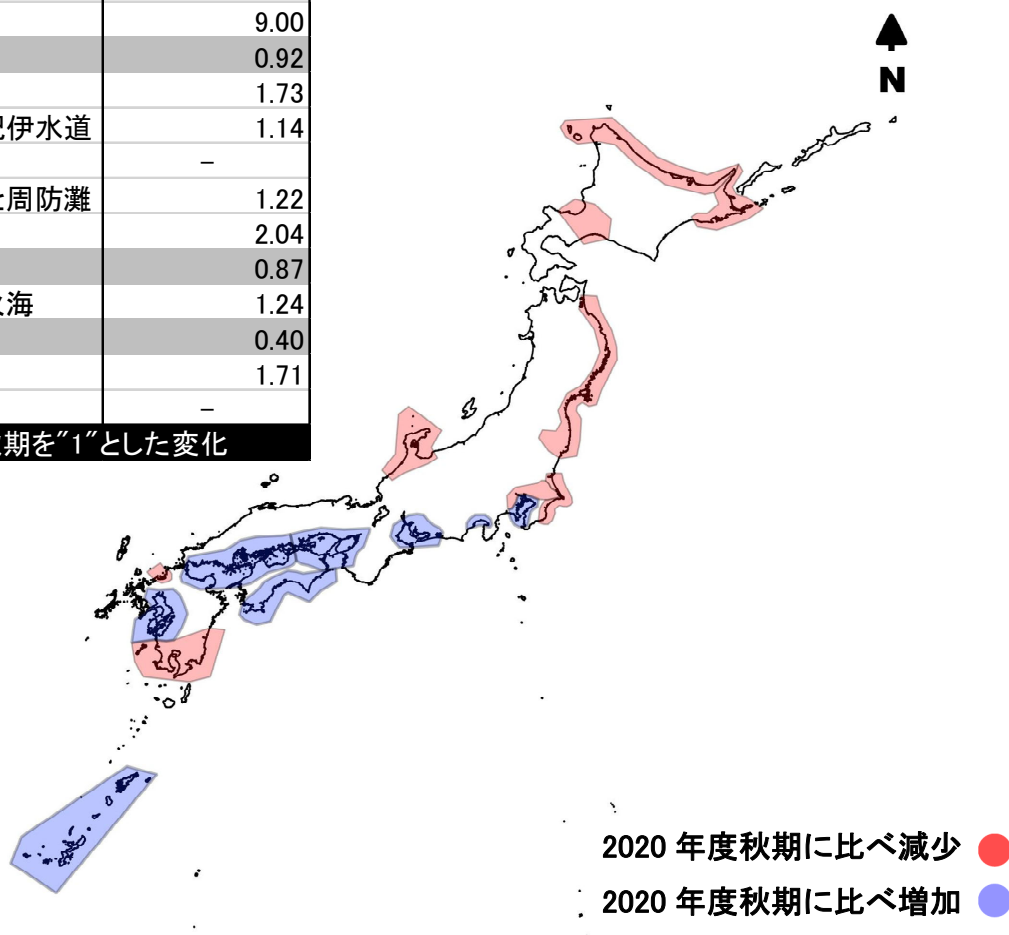 9.00
0.92
1.73
伊水道 1.14
–
周防灘 1.22
2.04
0.87
海 1.24
0.40
1.71
–
期を"1"とした変化
N
2020 年度秋期に比べ減少
2020 年度秋期に比べ増加